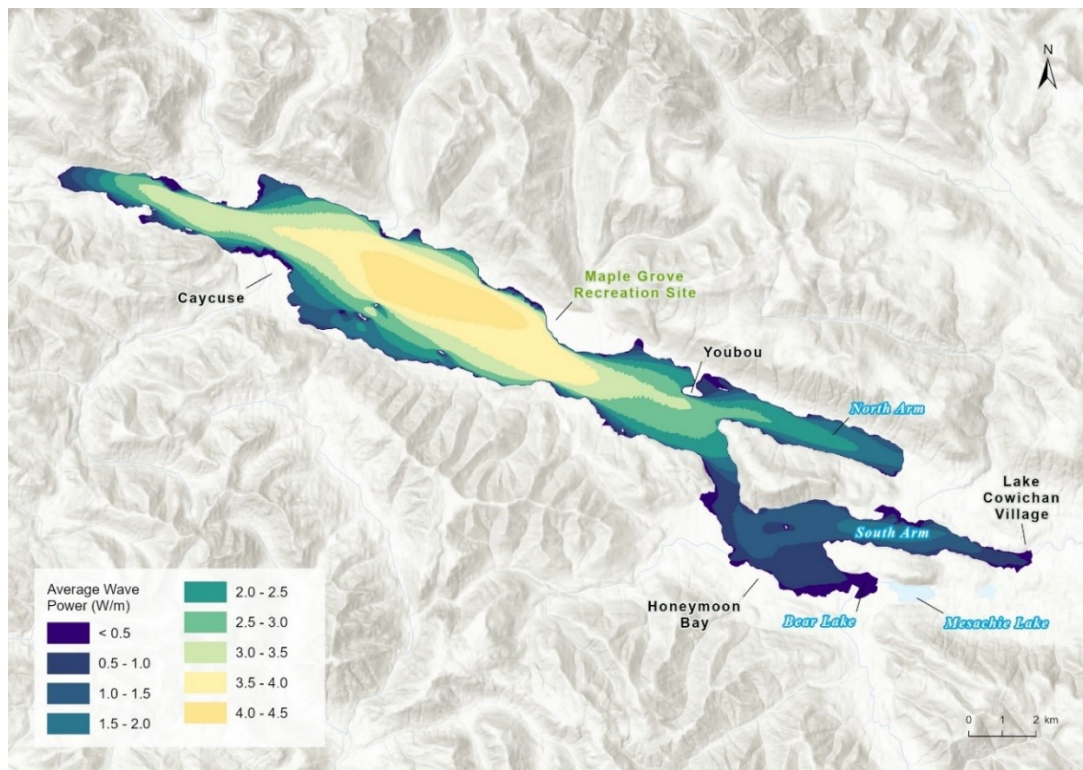 N
Maple Grove
Recreation Site
Caycuse
Youbou
North Arm
Lake
Cowichan
Village
South Arm
Honeymoon
Bay
Bear Lake
Mesachie Lake
Average Wave
Power (W/m)
< 0.5
0.5 - 1.0
1.0 - 1.5
1.5 - 2.0
2.0 - 2.5
2.5 - 3.0
3.0 - 3.5
3.5 - 4.0
4.0 - 4.5
0 1 2 km